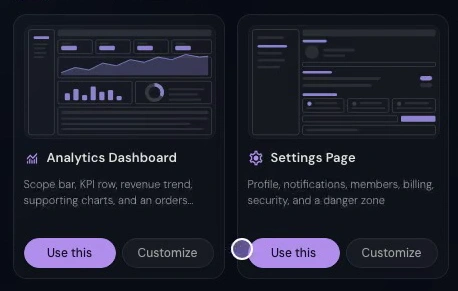 Analytics Dashboard
Scope bar, KPI row, revenue trend,
supporting charts, and an orders...
Use this
Customize
Settings Page
Profile, notifications, members, billing,
security, and a danger zone
Use this
Customize